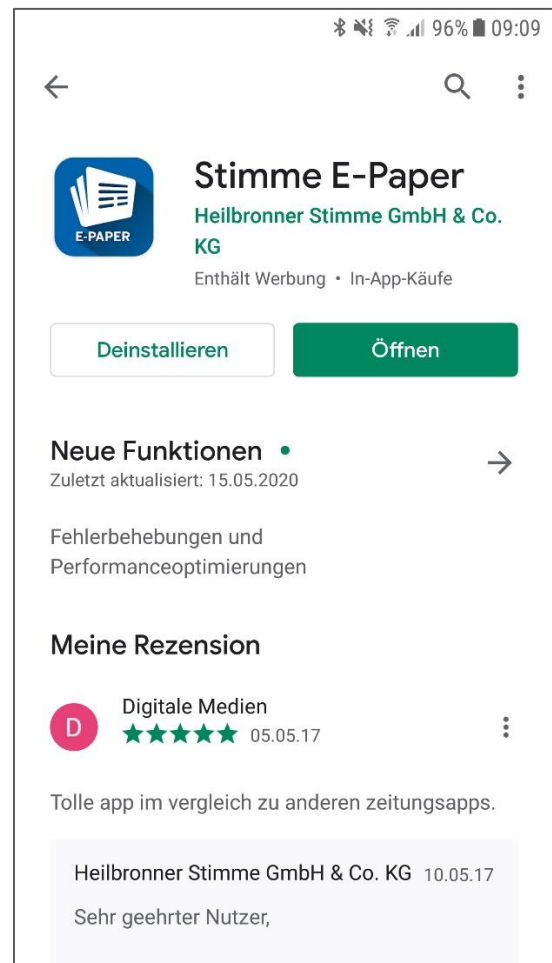 96% 09:09
Stimme E-Paper
E-PAPER
Heilbronner Stimme GmbH & Co.
KG
Enthält Werbung • In-App-Käufe
Deinstallieren
Öffnen
Neue Funktionen •
Zuletzt aktualisiert: 15.05.2020
Fehlerbehebungen und
Performanceoptimierungen
Meine Rezension
D
Digitale Medien
05.05.17
Tolle app im vergleich zu anderen zeitungsapps.
Heilbronner Stimme GmbH & Co. KG 10.05.17
Sehr geehrter Nutzer,